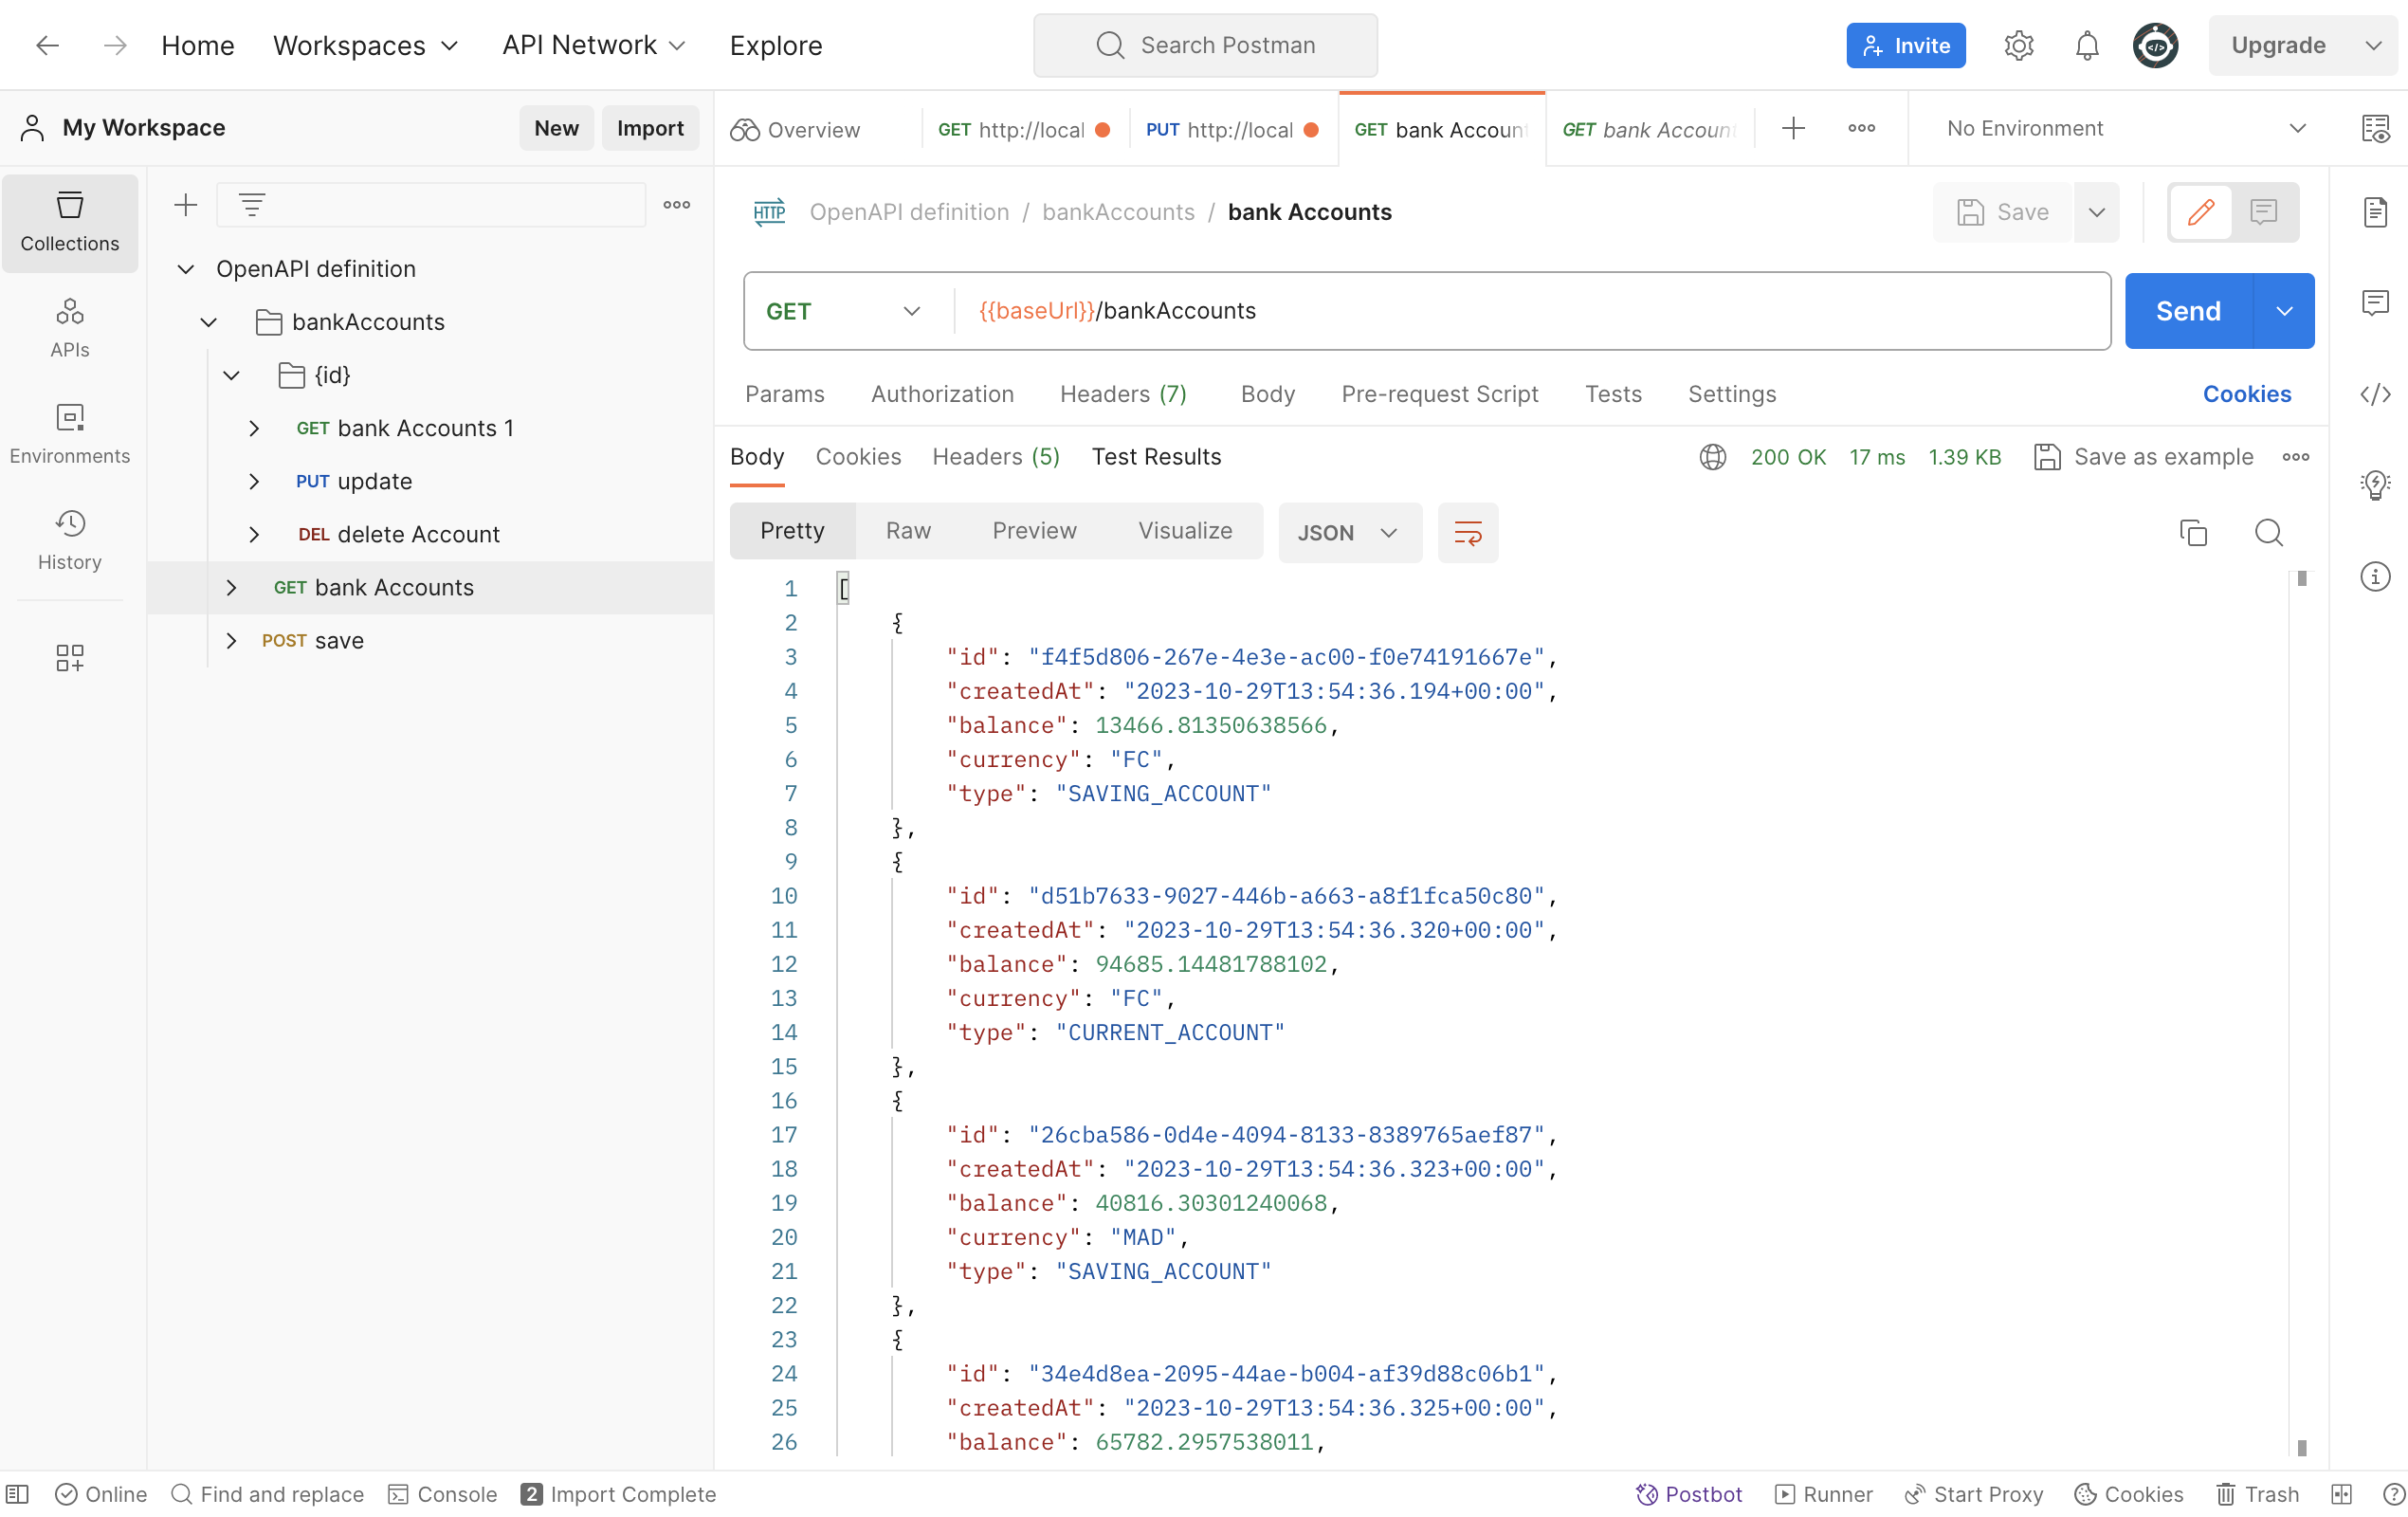 Home Workspaces API Network Explore Search Postman Invite Upgrade
My Workspace New Import Overview GET http://local PUT http://local GET bank Account GET bank Accoun No Environment
OpenAPI definition / bankAccounts / bank Accounts Save
Collections
OpenAPI definition
GET {{baseUrl}}/bankAccounts Send
bankAccounts
APIs
{id}
Params Authorization Headers (7) Body Pre-request Script Tests Settings Cookies
GET bank Accounts 1
Environments
Body Cookies Headers (5) Test Results 200 OK 17 ms 1.39 KB Save as example
PUT update
Pretty Raw Preview Visualize JSON
DEL delete Account
History
GET bank Accounts
POST save
1 [
2 {
3 "id": "f4f5d806-267e-4e3e-ac00-f0e74191667e",
4 "createdAt": "2023-10-29T13:54:36.194+00:00",
5 "balance": 13466.81350638566,
6 "currency": "FC",
7 "type": "SAVING_ACCOUNT"
8 },
9 {
10 "id": "d51b7633-9027-446b-a663-a8f1fca50c80",
11 "createdAt": "2023-10-29T13:54:36.320+00:00",
12 "balance": 94685.14481788102,
13 "currency": "FC",
14 "type": "CURRENT_ACCOUNT"
15 },
16 {
17 "id": "26cba586-0d4e-4094-8133-8389765aef87",
18 "createdAt": "2023-10-29T13:54:36.323+00:00",
19 "balance": 40816.30301240068,
20 "currency": "MAD",
21 "type": "SAVING_ACCOUNT"
22 },
23 {
24 "id": "34e4d8ea-2095-44ae-b004-af39d88c06b1",
25 "createdAt": "2023-10-29T13:54:36.325+00:00",
26 "balance": 65782.2957538011,
Online Find and replace Console 2 Import Complete Postbot Runner Start Proxy Cookies Trash